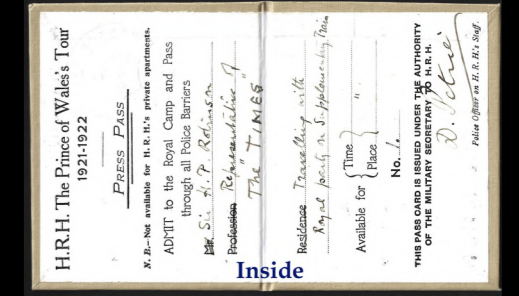 H.R.H. The Prince of Wales's Tour
1921-1922
PRESS PASS
N. B.—Not available for H. R. H.'s private apartments.
ADMIT to the Royal Camp and Pass
through all Police Barriers
Mr Sir H. P. Robinson
Profession Representative of
The "TIMES"
Residence Travelling with
Royal party on Supplementary Train
Available for { Time } "
{ Place }
No. 6
THIS PASS CARD IS ISSUED UNDER THE AUTHORITY
OF THE MILITARY SECRETARY TO H. R. H.
D. Petrie
Police Officer on H. R. H.'s Staff.
Inside